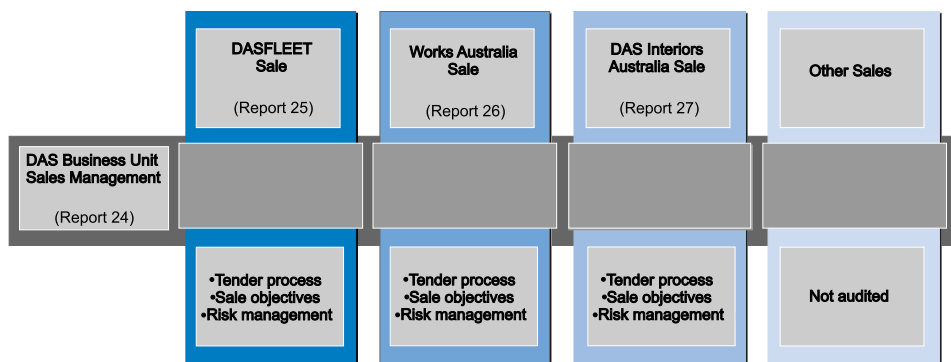 DASFLEET
Sale
(Report 25)
Works Australia
Sale
(Report 26)
DAS Interiors
Australia Sale
(Report 27)
Other Sales
DAS Business Unit
Sales Management
(Report 24)
•Tender process
•Sale objectives
•Risk management
•Tender process
•Sale objectives
•Risk management
•Tender process
•Sale objectives
•Risk management
Not audited